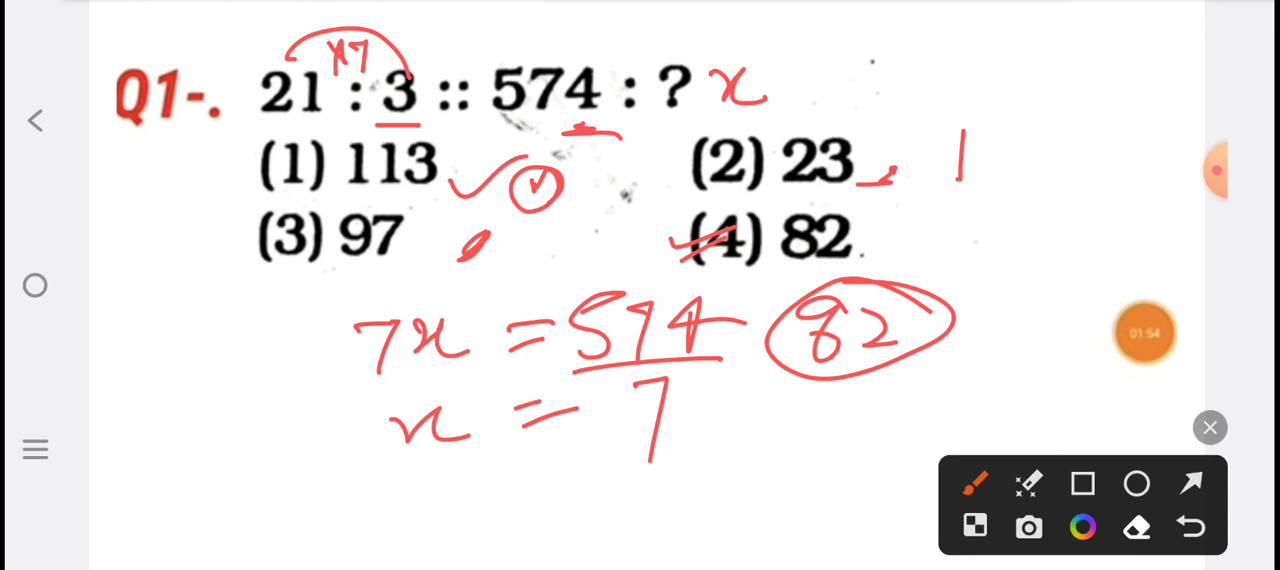 ×7
Q1-. 21 : 3 :: 574 : ? x
(1) 113 (2) 23 1
(3) 97 (4) 82
7x = 574 82
x = 7
01:54